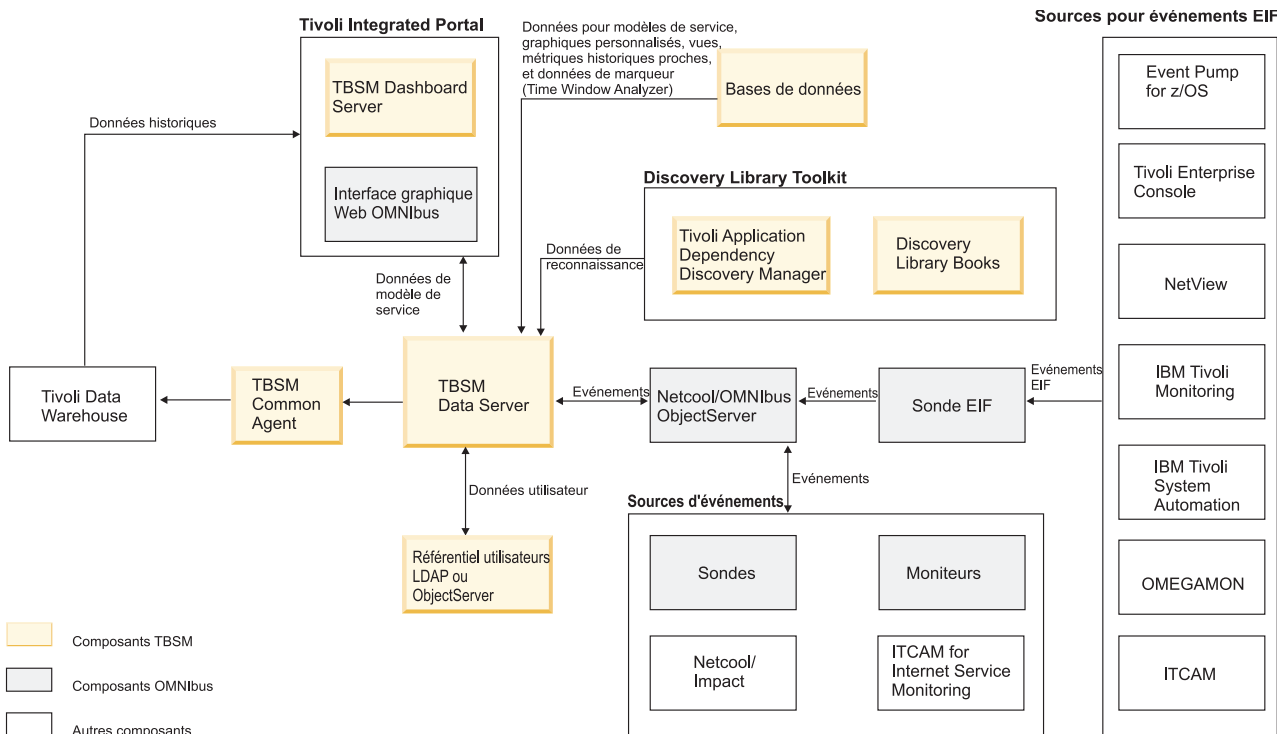 Tivoli Integrated Portal
TBSM Dashboard
Server
Interface graphique
Web OMNIbus
Données historiques
Données pour modèles de service,
graphiques personnalisés, vues,
métriques historiques proches,
et données de marqueur
(Time Window Analyzer)
Bases de données
Sources pour événements EIF
Event Pump
for z/OS
Tivoli Enterprise
Console
NetView
IBM Tivoli
Monitoring
IBM Tivoli
System
Automation
OMEGAMON
ITCAM
Discovery Library Toolkit
Tivoli Application
Dependency
Discovery Manager
Discovery
Library Books
Données de
reconnaissance
Données de
modèle de
service
Tivoli Data
Warehouse
TBSM
Common
Agent
TBSM
Data Server
Evénements
Netcool/OMNIbus
ObjectServer
Evénements
Sonde EIF
Evénements
EIF
Données utilisateur
Référentiel utilisateurs
LDAP ou
ObjectServer
Evénements
Sources d'événements
Sondes
Moniteurs
Netcool/
Impact
ITCAM for
Internet Service
Monitoring
Composants TBSM
Composants OMNIbus
Autres composants